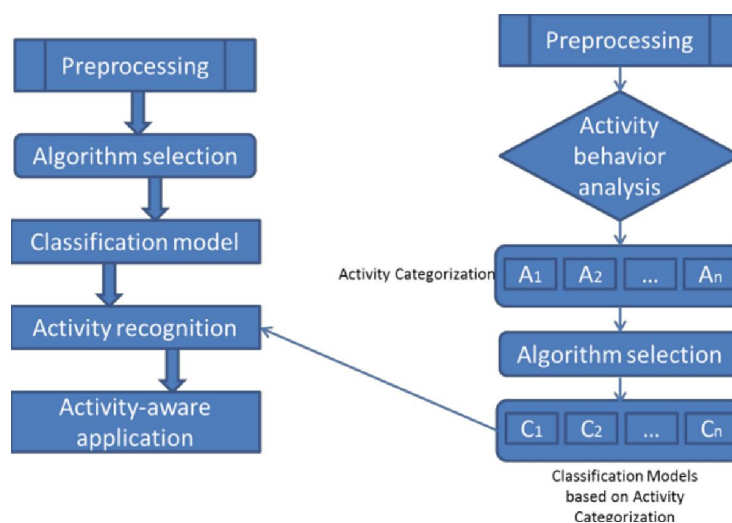 Preprocessing
Algorithm selection
Classification model
Activity recognition
Activity-aware
application
Preprocessing
Activity
behavior
analysis
Activity Categorization
A1 A2 ... An
Algorithm selection
C1 C2 ... Cn
Classification Models
based on Activity
Categorization